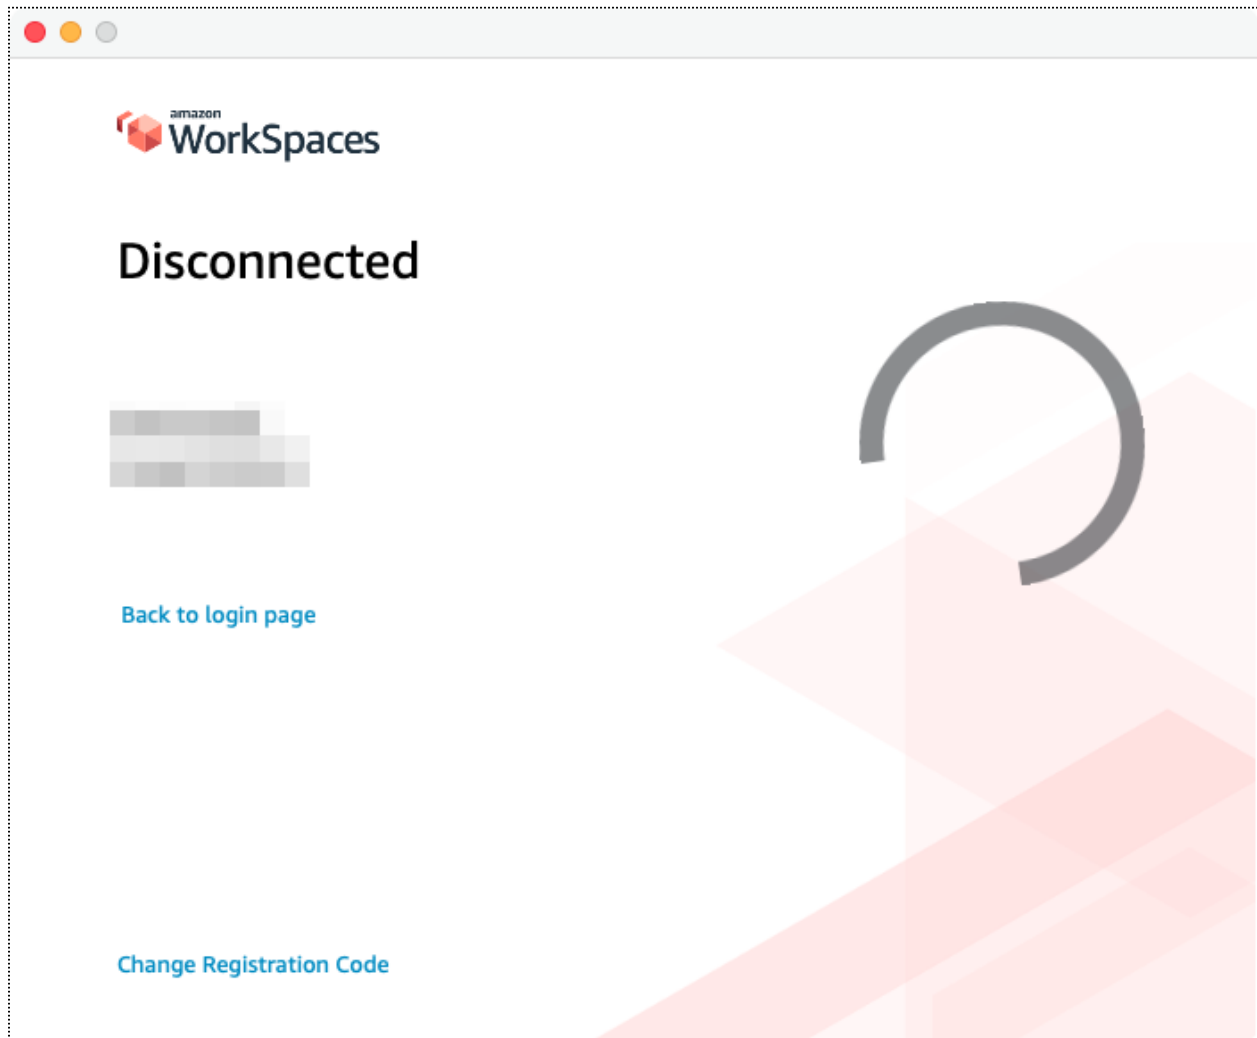 amazon
WorkSpaces
Disconnected
Back to login page
Change Registration Code